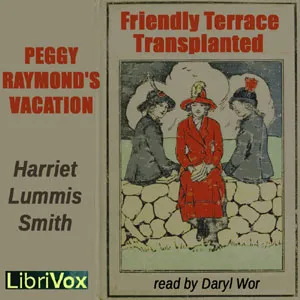 PEGGY
RAYMOND'S
VACATION
Harriet
Lummis
Smith
LibriVox
Friendly Terrace
Transplanted
read by Daryl Wor